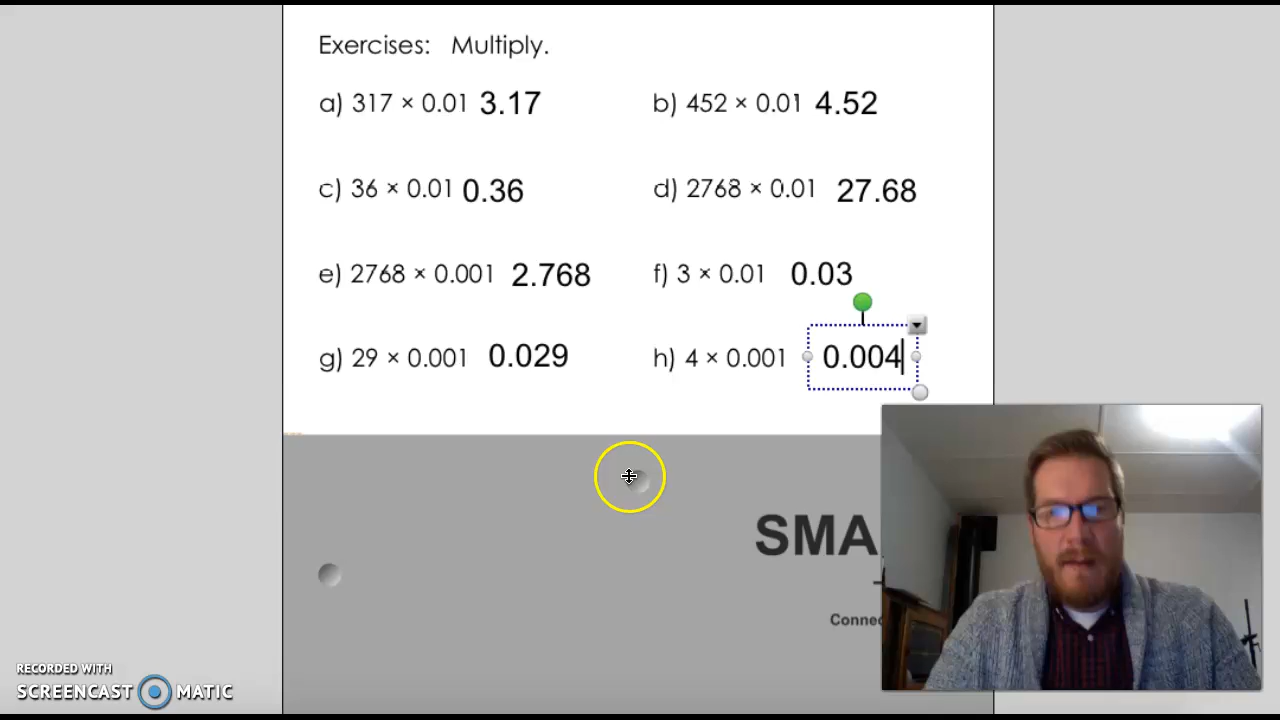 Exercises: Multiply.
a) 317 × 0.01 3.17
b) 452 × 0.01 4.52
c) 36 × 0.01 0.36
d) 2768 × 0.01 27.68
e) 2768 × 0.001 2.768
f) 3 × 0.01 0.03
g) 29 × 0.001 0.029
h) 4 × 0.001 0.004
RECORDED WITH
SCREENCAST MATIC